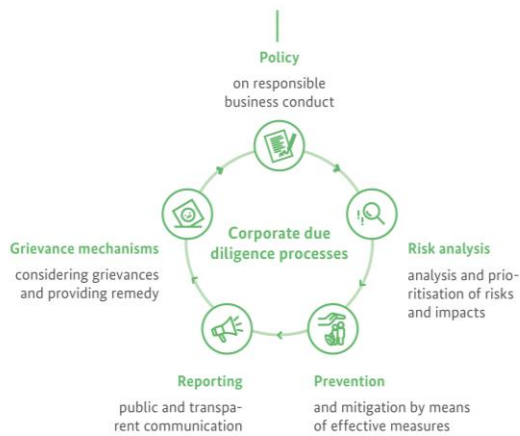 Policy
on responsible
business conduct
Corporate due
diligence processes
Grievance mechanisms
considering grievances
and providing remedy
Risk analysis
analysis and prio-
ritisation of risks
and impacts
Reporting
public and transpa-
rent communication
Prevention
and mitigation by means
of effective measures